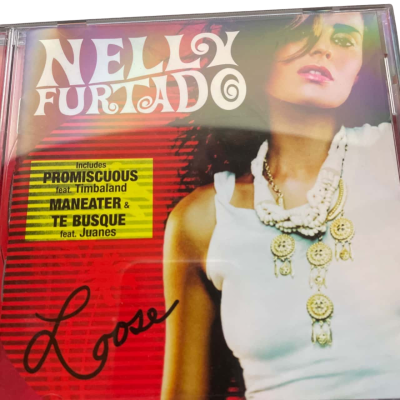 NELLY
FURTADO
Includes
PROMISCUOUS
feat. Timbaland
MANEATER &
TE BUSQUE
feat. Juanes
Loose